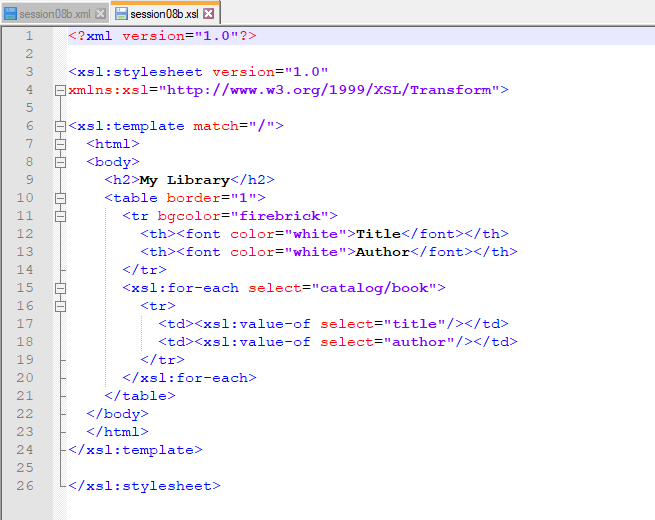 session08b.xml session08b.xsl
1 <?xml version="1.0"?>
2
3 <xsl:stylesheet version="1.0"
4 xmlns:xsl="http://www.w3.org/1999/XSL/Transform">
5
6 <xsl:template match="/">
7   <html>
8   <body>
9     <h2>My Library</h2>
10     <table border="1">
11       <tr bgcolor="firebrick">
12         <th><font color="white">Title</font></th>
13         <th><font color="white">Author</font></th>
14       </tr>
15       <xsl:for-each select="catalog/book">
16         <tr>
17           <td><xsl:value-of select="title"/></td>
18           <td><xsl:value-of select="author"/></td>
19         </tr>
20       </xsl:for-each>
21     </table>
22   </body>
23   </html>
24 </xsl:template>
25
26 </xsl:stylesheet>